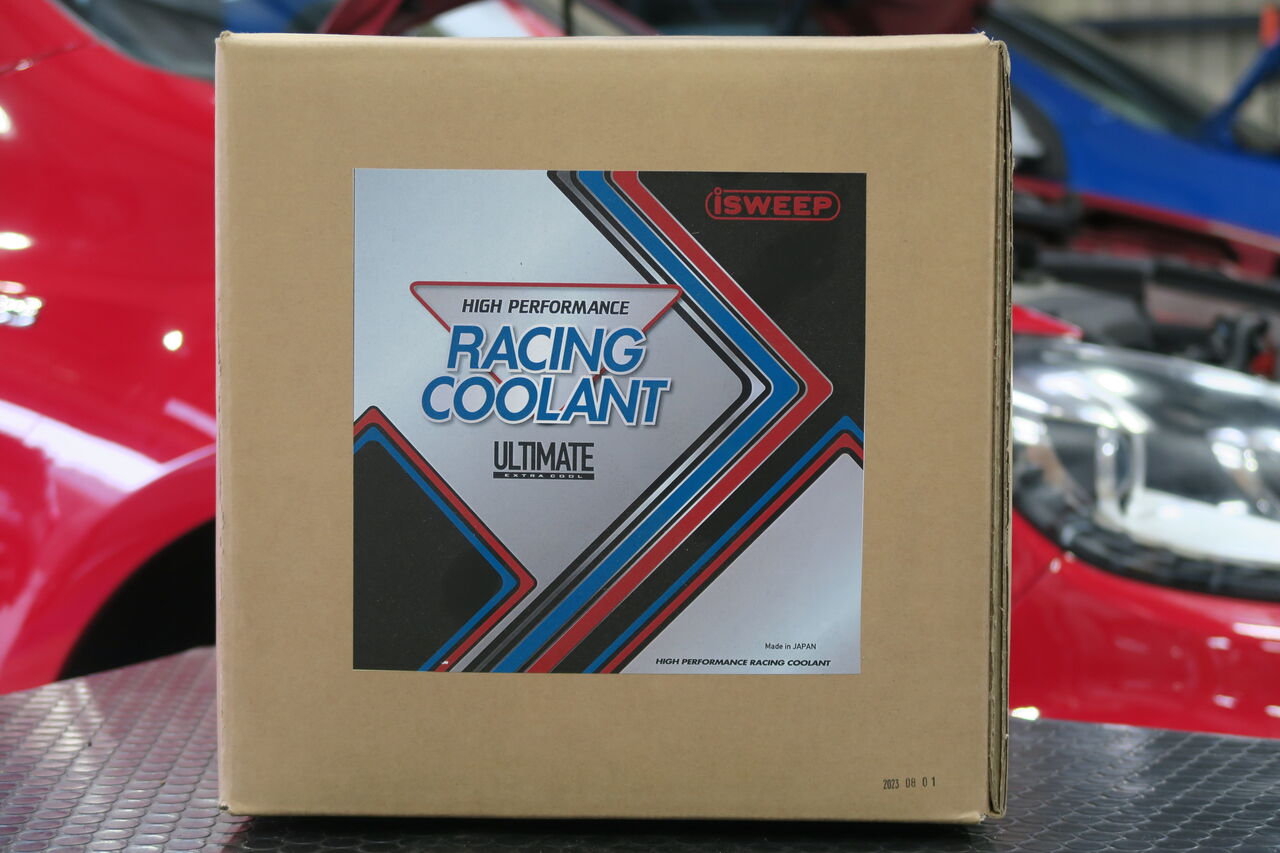 iSWEEP
HIGH PERFORMANCE
RACING
COOLANT
ULTIMATE
EXTRA COOL
Made in JAPAN
HIGH PERFORMANCE RACING COOLANT
2023 08 01